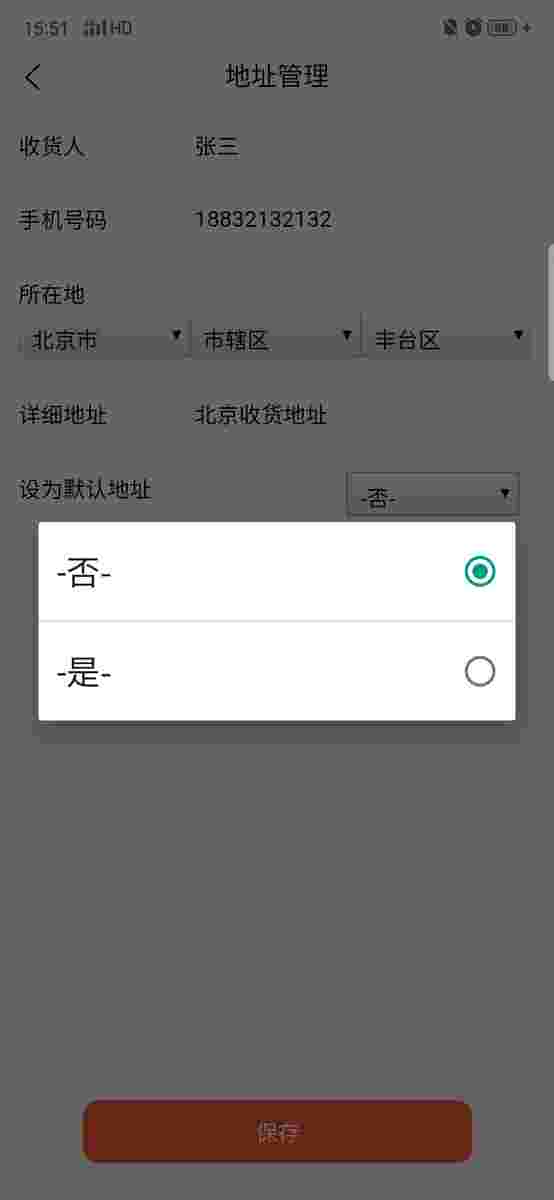 15:51 HD 68
地址管理
收货人 张三
手机号码 18832132132
所在地
北京市 市辖区 丰台区
详细地址 北京收货地址
设为默认地址 -否-
-否-
-是-
保存